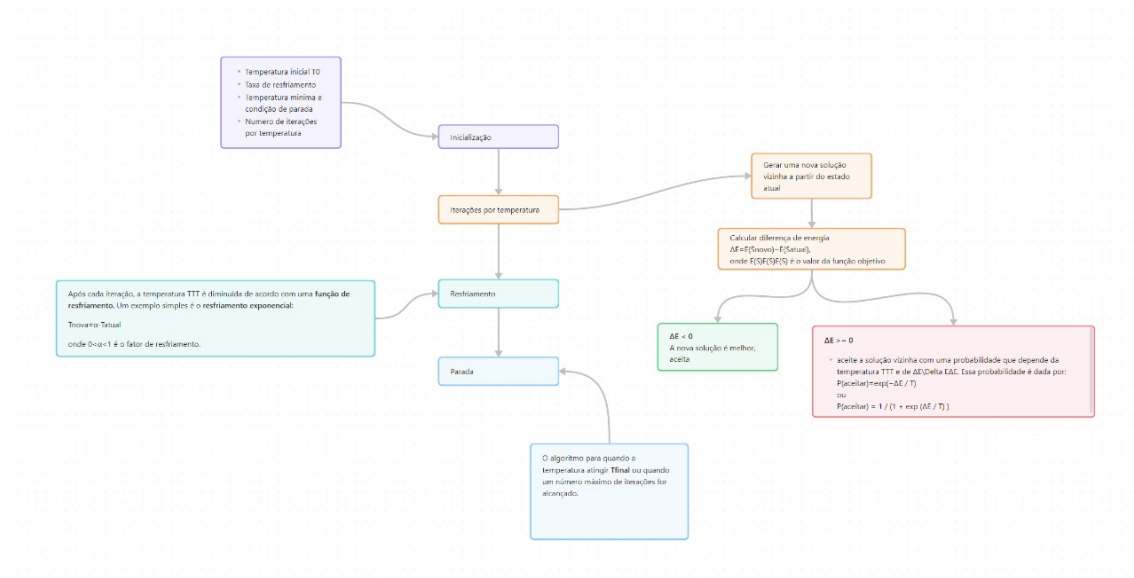 Temperatura inicial T0
Taxa de resfriamento
Temperatura mínima e
condição de parada
Numero de iterações
por temperatura
Inicialização
Gerar uma nova solução
vizinha a partir do estado
atual
Iterações por temperatura
Calcular diferença de energia
ΔE=E(Snovo)−E(Satual),
onde E(S)E(S)E(S) é o valor da função objetivo
Após cada iteração, a temperatura TTT é diminuída de acordo com uma função de
resfriamento. Um exemplo simples é o resfriamento exponencial:
Tnova=α⋅Tatual
onde 0<α<1 é o fator de resfriamento.
Resfriamento
ΔE < 0
A nova solução é melhor,
aceita
ΔE >= 0
aceite a solução vizinha com uma probabilidade que depende da
temperatura TTT e de ΔE\Delta EΔE. Essa probabilidade é dada por:
P(aceitar)=exp(−ΔE / T)
ou
P(aceitar) = 1 / (1 + exp (ΔE / T) )
Parada
O algoritmo para quando a
temperatura atingir Tfinal ou quando
um número máximo de iterações for
alcançado.